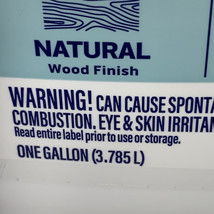 NATURAL
Wood Finish
WARNING! CAN CAUSE SPONTA
COMBUSTION. EYE & SKIN IRRITAN
Read entire label prior to use or storage.
ONE GALLON (3.785 L)